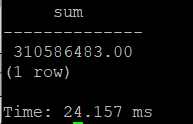 sum
--------------
310586483.00
(1 row)
Time: 24.157 ms